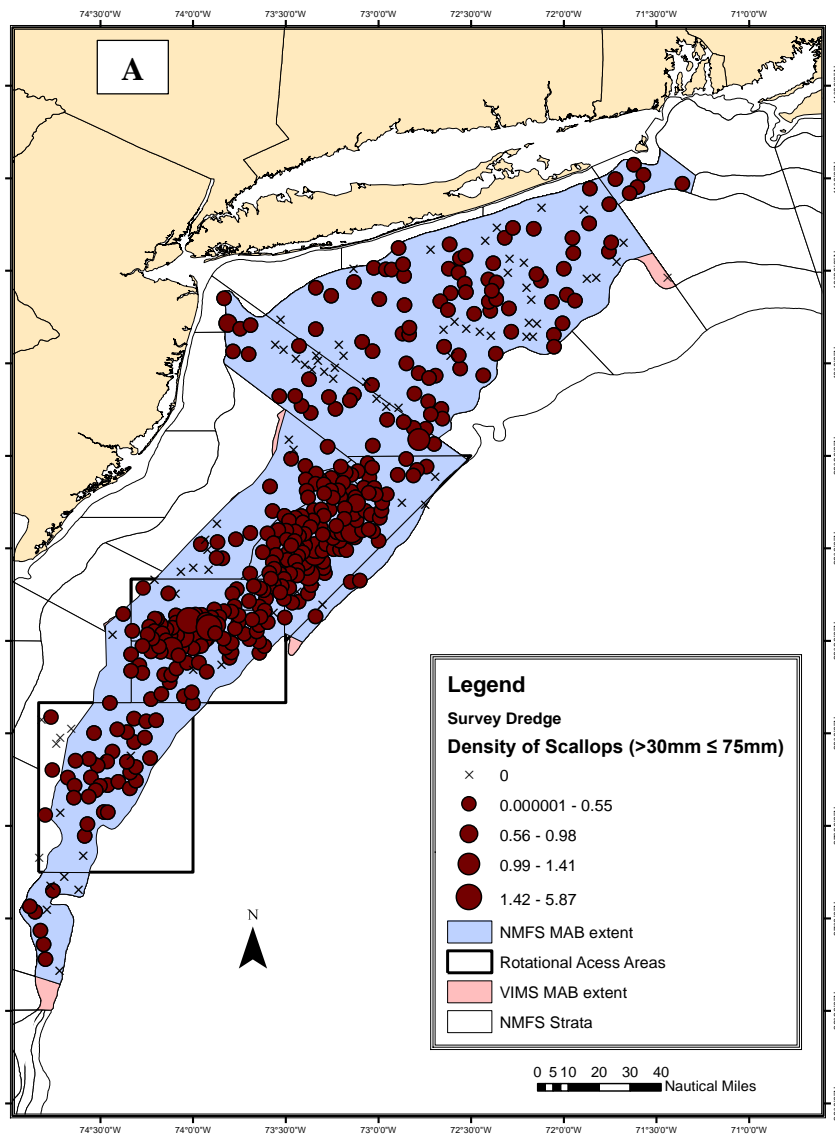 74°30'0"W 74°0'0"W 73°30'0"W 73°0'0"W 72°30'0"W 72°0'0"W 71°30'0"W 71°0'0"W
A
Legend
Survey Dredge
Density of Scallops (>30mm ≤ 75mm)
0
0.000001 - 0.55
0.56 - 0.98
0.99 - 1.41
1.42 - 5.87
NMFS MAB extent
Rotational Acess Areas
VIMS MAB extent
NMFS Strata
N
0 5 10 20 30 40
Nautical Miles
74°30'0"W 74°0'0"W 73°30'0"W 73°0'0"W 72°30'0"W 72°0'0"W 71°30'0"W 71°0'0"W